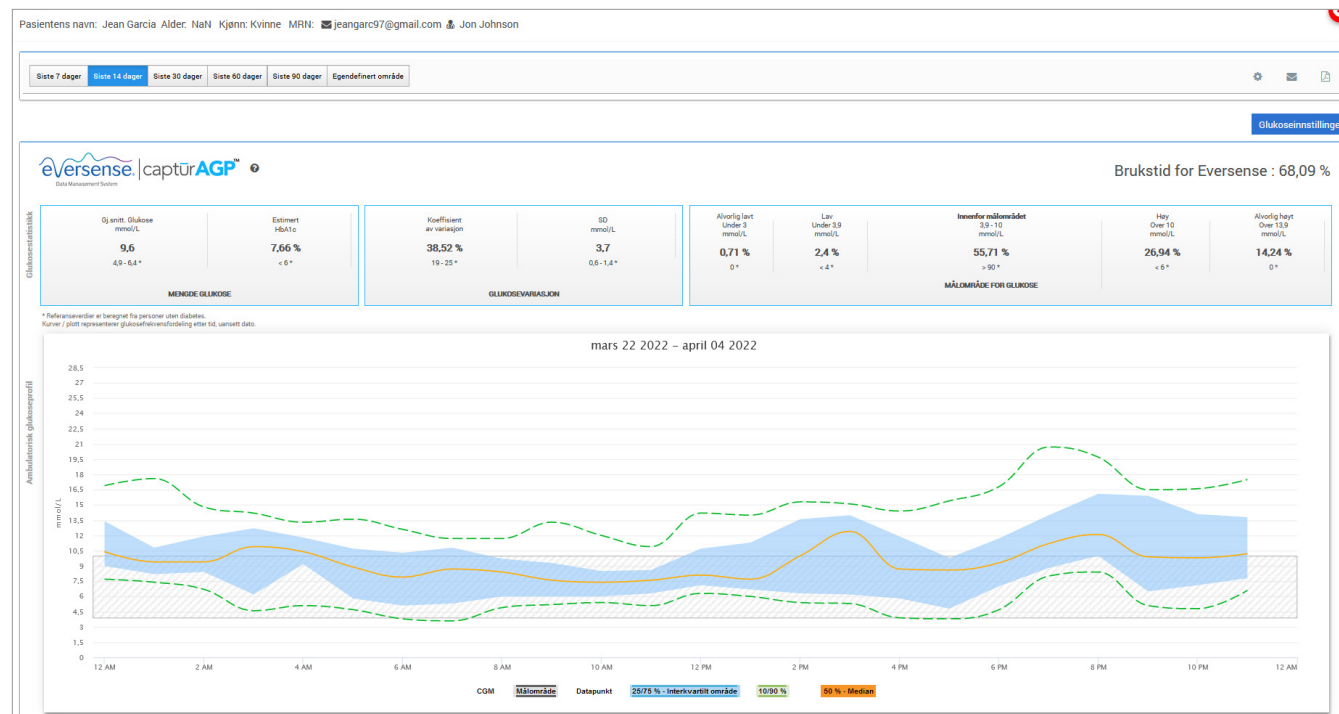 Pasientens navn: Jean Garcia Alder: NaN Kjønn: Kvinne MRN: jeangarc97@gmail.com Jon Johnson
Siste 7 dager Siste 14 dager Siste 30 dager Siste 60 dager Siste 90 dager Egendefinert område
Glukoseinnstillinge
eversense. | captūrAGP™
Data Management System
Brukstid for Eversense : 68,09 %
Glukosestatistikk
Gj.snitt. Glukose
mmol/L
9,6
4,9 - 6,4 *
Estimert
HbA1c
7,66 %
< 6 *
MENGDE GLUKOSE
Koeffisient
av variasjon
38,52 %
19 - 25 *
SD
mmol/L
3,7
0,6 - 1,4 *
GLUKOSEVARIASJON
Alvorlig lavt
Under 3
mmol/L
0,71 %
0 *
Lav
Under 3,9
mmol/L
2,4 %
< 4 *
Innenfor målområdet
3,9 - 10
mmol/L
55,71 %
> 90 *
Høy
Over 10
mmol/L
26,94 %
< 6 *
Alvorlig høyt
Over 13,9
mmol/L
14,24 %
0 *
MÅLOMRÅDE FOR GLUKOSE
* Referanseverdier er beregnet fra personer uten diabetes.
Kurver / plott representerer glukosefrekvensfordeling etter tid, uansett dato.
mars 22 2022 – april 04 2022
Ambulatorisk glukoseprofil
mmol/L
28,5
27
25,5
24
22,5
21
19,5
18
16,5
15
13,5
12
10,5
9
7,5
6
4,5
3
1,5
0
12 AM 2 AM 4 AM 6 AM 8 AM 10 AM 12 PM 2 PM 4 PM 6 PM 8 PM 10 PM 12 AM
CGM Målområde Datapunkt 25/75 % - Interkvartilt område 10/90 % 50 % - Median